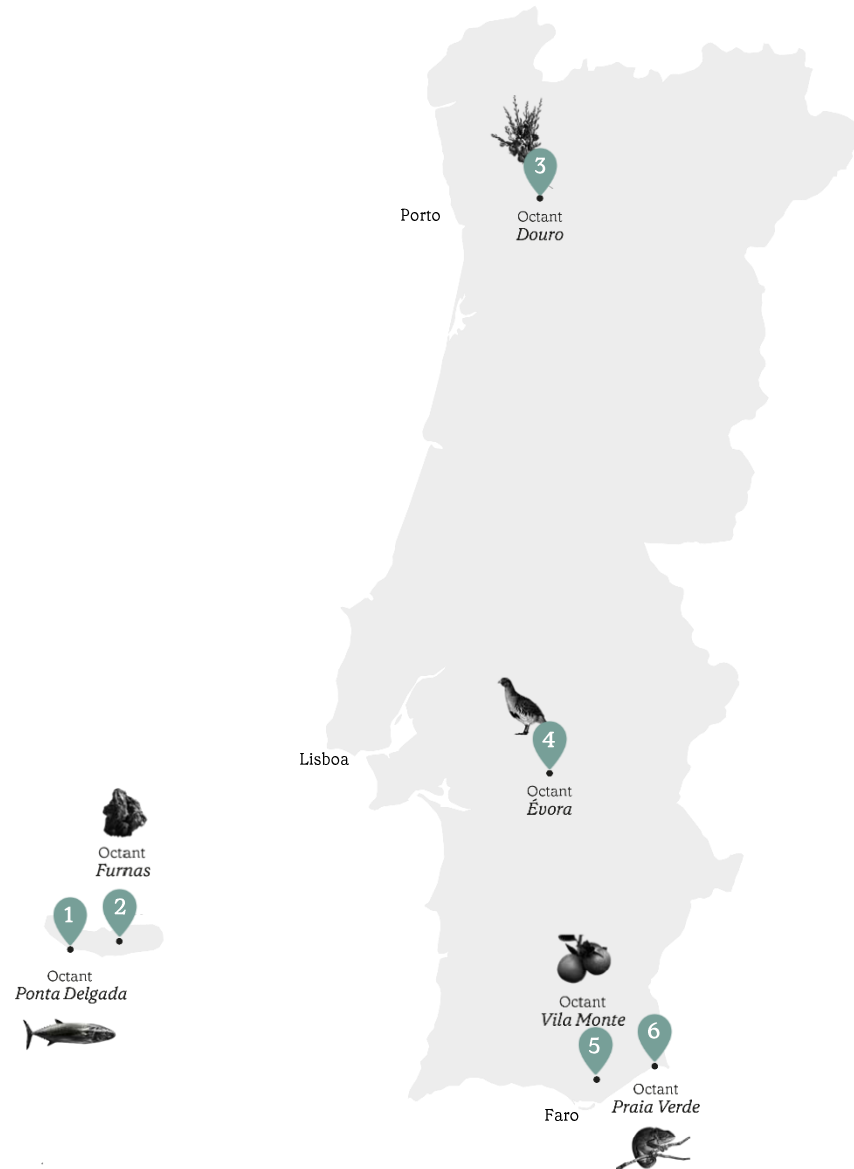 3
Porto
Octant
Douro
4
Lisboa
Octant
Évora
Octant
Furnas
1
2
Octant
Ponta Delgada
Octant
Vila Monte
5
6
Octant
Praia Verde
Faro